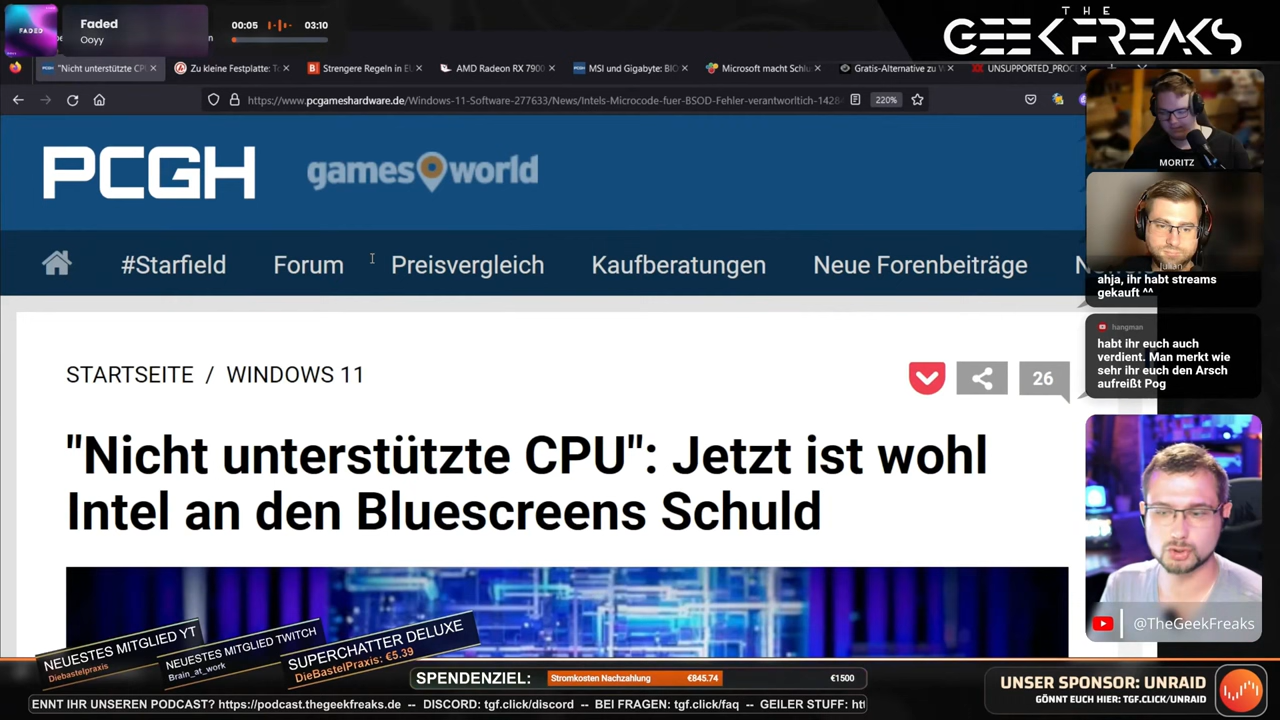 Faded
Ooyy
00:05
03:10
THE
GEEKFREAKS
FADED
"Nicht unterstützte CPU
Zu kleine Festplatte: T
Strengere Regeln in E
AMD Radeon RX 7900
MSI und Gigabyte: BIO
Microsoft macht Schlu
Gratis-Alternative zu V
UNSUPPORTED_PROCE
https://www.pcgameshardware.de/Windows-11-Software-277633/News/Intels-Microcode-fuer-BSOD-Fehler-verantworltich-1428
220%
PCGH
games world
#Starfield
Forum
Preisvergleich
Kaufberatungen
Neue Forenbeiträge
STARTSEITE / WINDOWS 11
26
"Nicht unterstützte CPU": Jetzt ist wohl
Intel an den Bluescreens Schuld
MORITZ
Julian
ahja, ihr habt streams
gekauft ^^
hangman
habt ihr euch auch
verdient. Man merkt wie
sehr ihr euch den Arsch
aufreißt Pog
@TheGeekFreaks
NEUESTES MITGLIED YT
Diebastelpraxis
NEUESTES MITGLIED TWITCH
Brain_at_work
SUPERCHATTER DELUXE
DieBastelPraxis: €5.39
SPENDENZIEL:
Stromkosten Nachzahlung
€845.74
€1500
UNSER SPONSOR: UNRAID
GÖNNT EUCH HIER: TGF.CLICK/UNRAID
ENNT IHR UNSEREN PODCAST? https://podcast.thegeekfreaks.de -- DISCORD: tgf.click/discord -- BEI FRAGEN: tgf.click/faq -- GEILER STUFF: htt